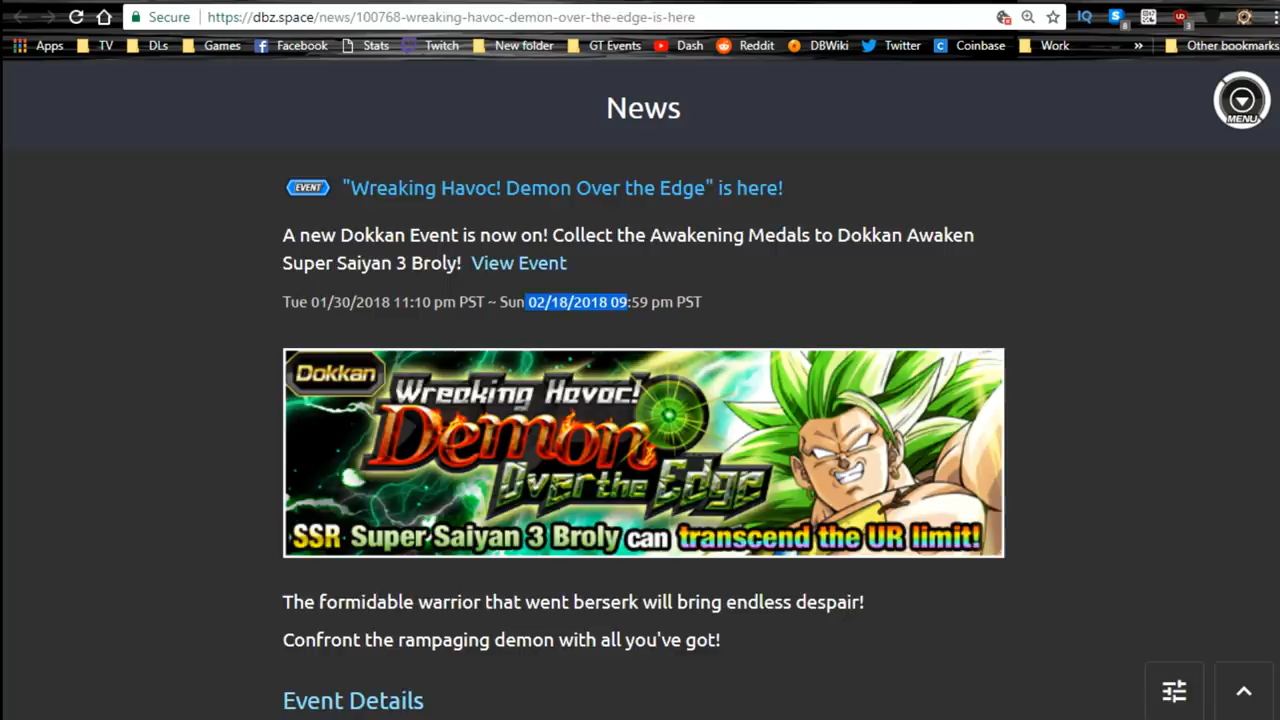 Secure https://dbz.space/news/100768-wreaking-havoc-demon-over-the-edge-is-here IQ S 8 UD 3
Apps TV DLs Games Facebook Stats Twitch New folder GT Events Dash Reddit DBWiki Twitter Coinbase Work » Other bookmarks
News
MENU
EVENT "Wreaking Havoc! Demon Over the Edge" is here!
A new Dokkan Event is now on! Collect the Awakening Medals to Dokkan Awaken
Super Saiyan 3 Broly! View Event
Tue 01/30/2018 11:10 pm PST ~ Sun 02/18/2018 09:59 pm PST
Dokkan
Wreaking Havoc!
Demon
Over the Edge
SSR Super Saiyan 3 Broly can transcend the UR limit!
The formidable warrior that went berserk will bring endless despair!
Confront the rampaging demon with all you've got!
Event Details